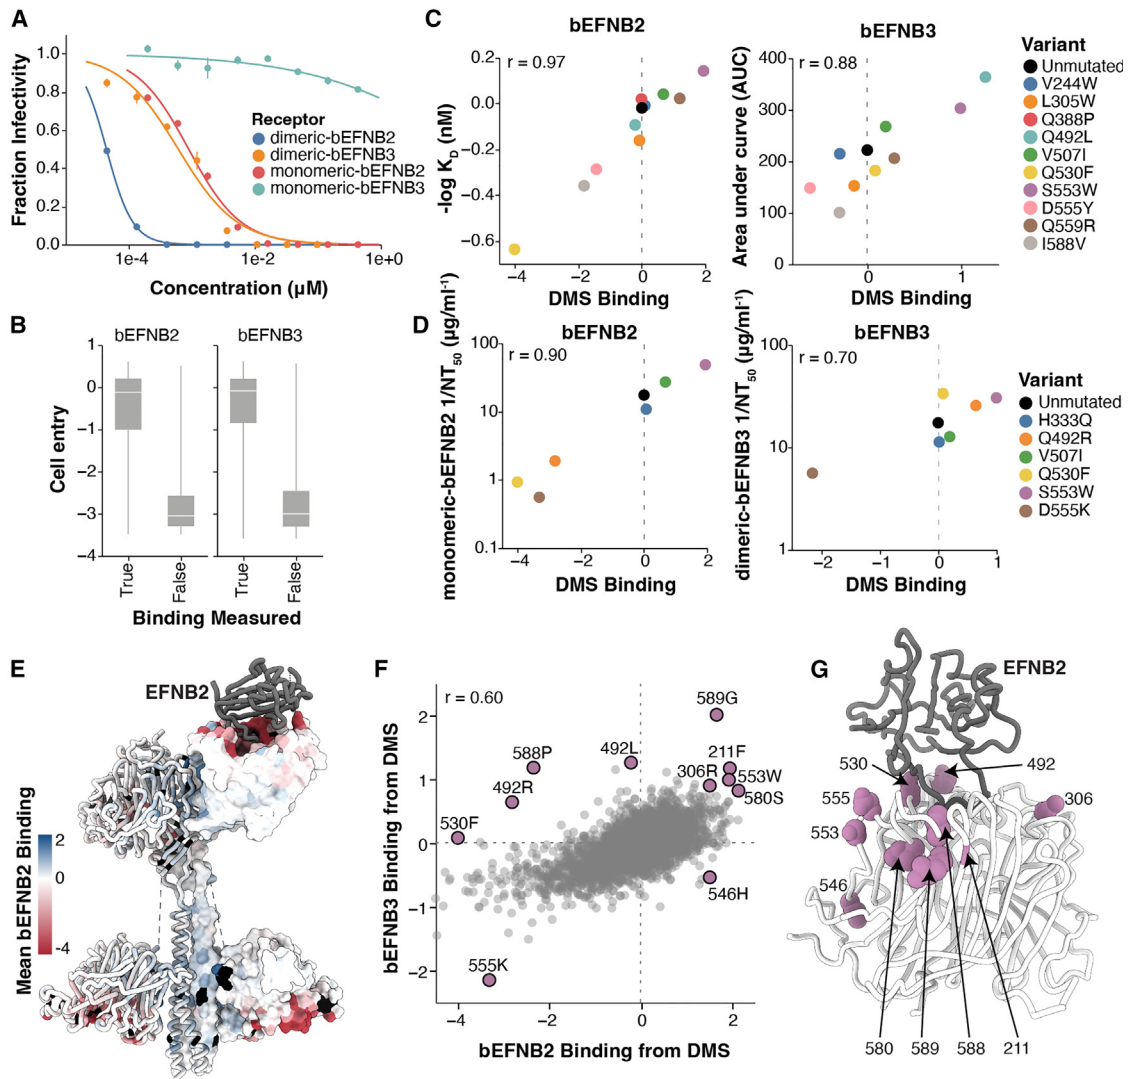 A
Fraction Infectivity
1.0
0.8
0.6
0.4
0.2
0.0
1e-4
1e-2
1e+0
Concentration (µM)
Receptor
dimeric-bEFNB2
dimeric-bEFNB3
monomeric-bEFNB2
monomeric-bEFNB3
B
bEFNB2
bEFNB3
Cell entry
1
0
−1
−2
−3
−4
True
False
True
False
Binding Measured
C
bEFNB2
r = 0.97
-log K_D (nM)
0.2
0.0
−0.2
−0.4
−0.6
−4
−2
0
2
DMS Binding
bEFNB3
r = 0.88
Area under curve (AUC)
400
300
200
100
0
0
1
DMS Binding
Variant
Unmutated
V244W
L305W
Q388P
Q492L
V507I
Q530F
S553W
D555Y
Q559R
I588V
D
bEFNB2
r = 0.90
monomeric-bEFNB2 1/NT50 (µg/ml⁻¹)
100
10
1
0.1
−4
−2
0
2
DMS Binding
bEFNB3
r = 0.70
dimeric-bEFNB3 1/NT50 (µg/ml⁻¹)
100
10
1
−2
−1
0
1
DMS Binding
Variant
Unmutated
H333Q
Q492R
V507I
Q530F
S553W
D555K
E
EFNB2
Mean bEFNB2 Binding
2
0
-4
F
r = 0.60
bEFNB3 Binding from DMS
2
1
0
−1
−2
−4
−2
0
2
bEFNB2 Binding from DMS
589G
588P
492L
211F
492R
306R
553W
580S
530F
546H
555K
G
EFNB2
530
492
555
306
553
546
580
589
588
211